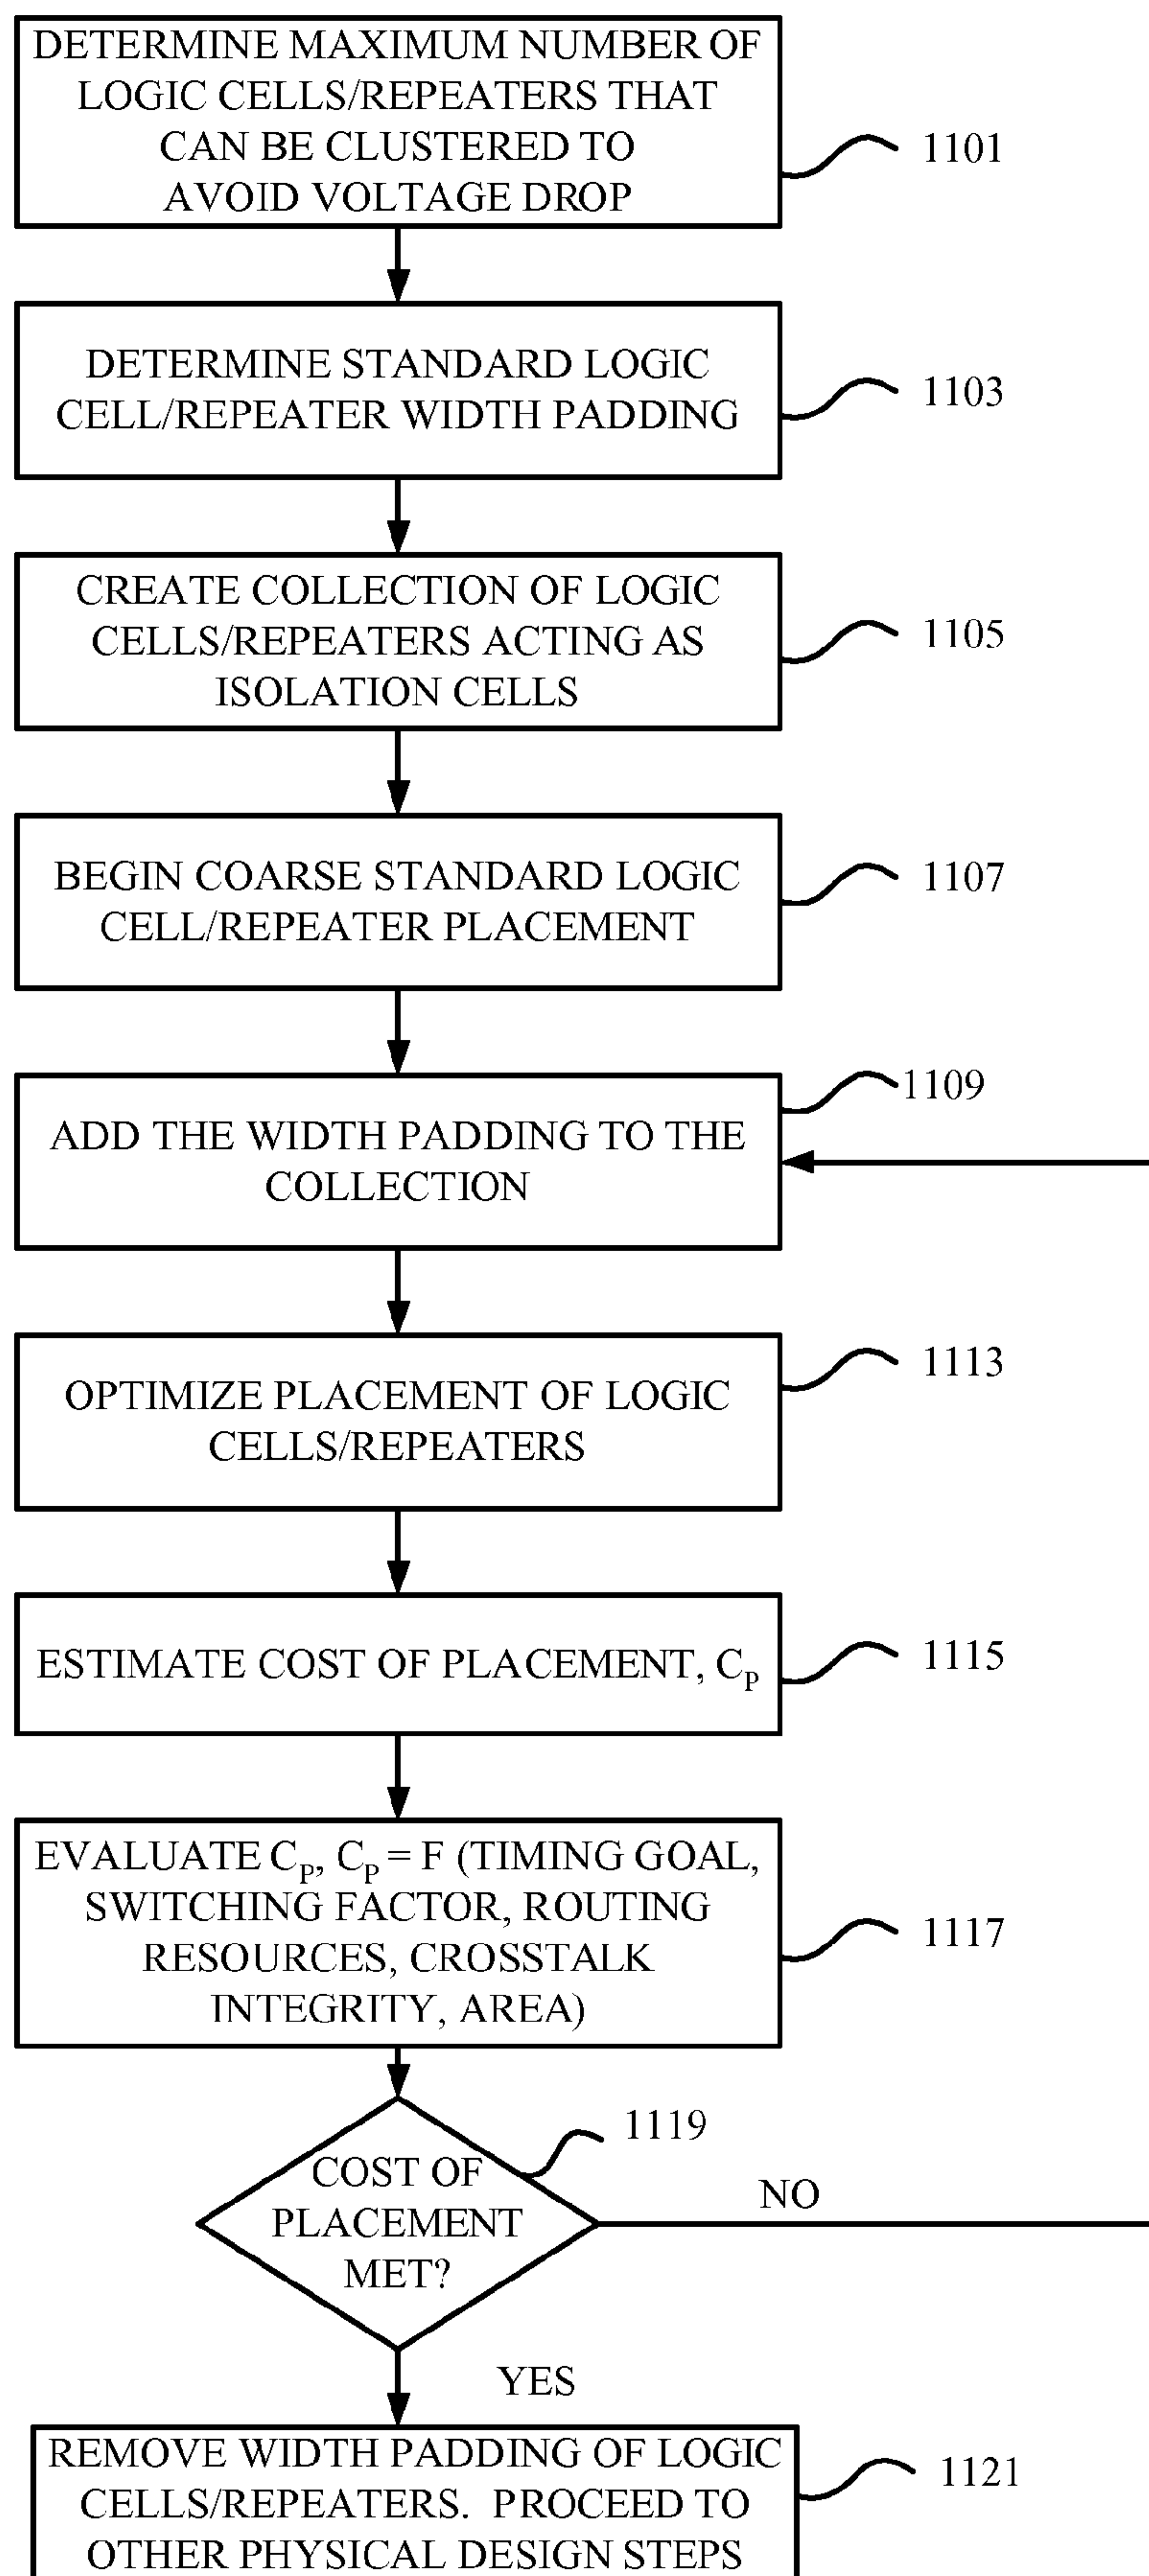 DETERMINE MAXIMUM NUMBER OF
LOGIC CELLS/REPEATERS THAT
CAN BE CLUSTERED TO
AVOID VOLTAGE DROP
1101
DETERMINE STANDARD LOGIC
CELL/REPEATER WIDTH PADDING
1103
CREATE COLLECTION OF LOGIC
CELLS/REPEATERS ACTING AS
ISOLATION CELLS
1105
BEGIN COARSE STANDARD LOGIC
CELL/REPEATER PLACEMENT
1107
ADD THE WIDTH PADDING TO THE
COLLECTION
1109
OPTIMIZE PLACEMENT OF LOGIC
CELLS/REPEATERS
1113
ESTIMATE COST OF PLACEMENT, CP
1115
EVALUATE CP, CP = F (TIMING GOAL,
SWITCHING FACTOR, ROUTING
RESOURCES, CROSSTALK
INTEGRITY, AREA)
1117
COST OF
PLACEMENT
MET?
1119
NO
YES
REMOVE WIDTH PADDING OF LOGIC
CELLS/REPEATERS. PROCEED TO
OTHER PHYSICAL DESIGN STEPS
1121